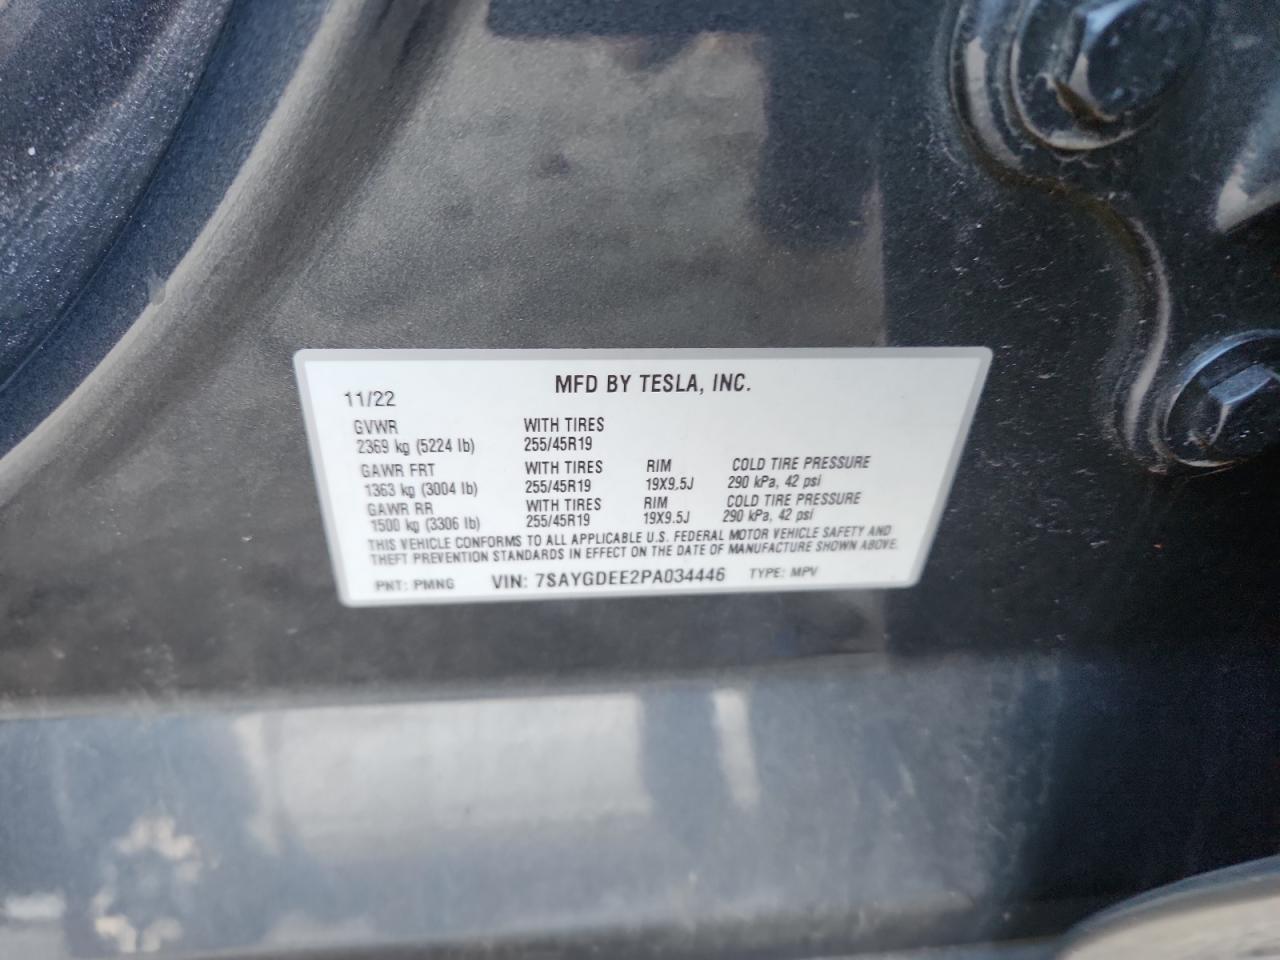 MFD BY TESLA, INC.
11/22
GVWR WITH TIRES
2369 kg (5224 lb) 255/45R19
GAWR FRT WITH TIRES RIM COLD TIRE PRESSURE
1363 kg (3004 lb) 255/45R19 19X9.5J 290 kPa, 42 psi
GAWR RR WITH TIRES RIM COLD TIRE PRESSURE
1500 kg (3306 lb) 255/45R19 19X9.5J 290 kPa, 42 psi
THIS VEHICLE CONFORMS TO ALL APPLICABLE U.S. FEDERAL MOTOR VEHICLE SAFETY AND
THEFT PREVENTION STANDARDS IN EFFECT ON THE DATE OF MANUFACTURE SHOWN ABOVE.
PNT: PMNG VIN: 7SAYGDEE2PA034446 TYPE: MPV